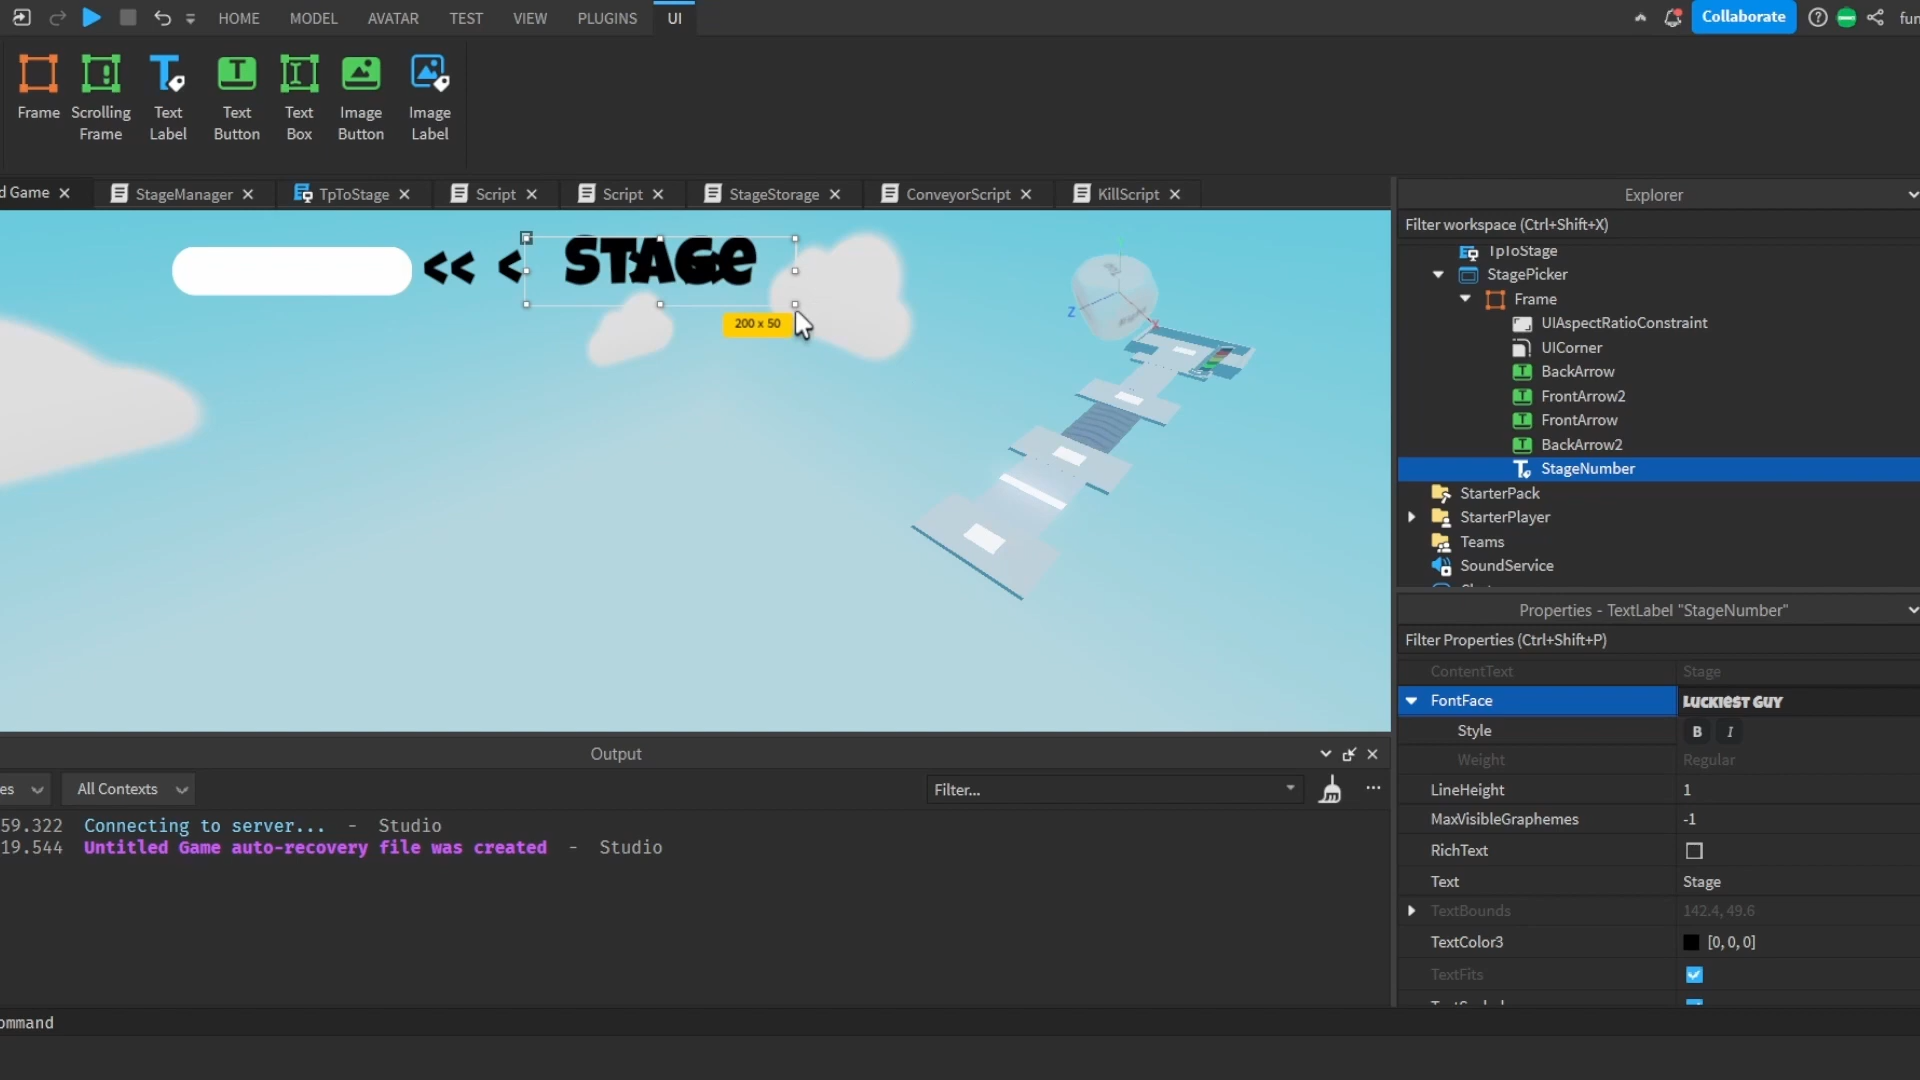 HOME MODEL AVATAR TEST VIEW PLUGINS UI
Collaborate
fun
Frame
Scrolling Frame
Text Label
Text Button
Text Box
Image Button
Image Label
d Game
StageManager
TpToStage
Script
Script
StageStorage
ConveyorScript
KillScript
<< < Stage
200 x 50
Z
Output
es All Contexts
Filter...
59.322 Connecting to server... - Studio
19.544 Untitled Game auto-recovery file was created - Studio
ommand
Explorer
Filter workspace (Ctrl+Shift+X)
TpToStage
StagePicker
Frame
UIAspectRatioConstraint
UICorner
BackArrow
FrontArrow2
FrontArrow
BackArrow2
StageNumber
StarterPack
StarterPlayer
Teams
SoundService
Properties - TextLabel "StageNumber"
Filter Properties (Ctrl+Shift+P)
ContentText Stage
FontFace Luckiest Guy
Style B I
Weight Regular
LineHeight 1
MaxVisibleGraphemes -1
RichText
Text Stage
TextBounds 142.4, 49.6
TextColor3 [0, 0, 0]
TextFits